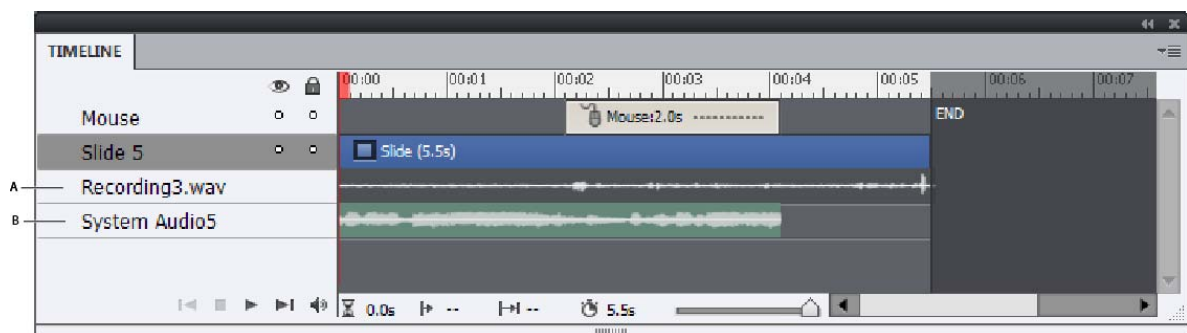 TIMELINE
00:00 00:01 00:02 00:03 00:04 00:05 00:06 00:07
Mouse Mouse:2.0s END
Slide 5 Slide (5.5s)
A Recording3.wav
B System Audio5
0.0s -- -- 5.5s